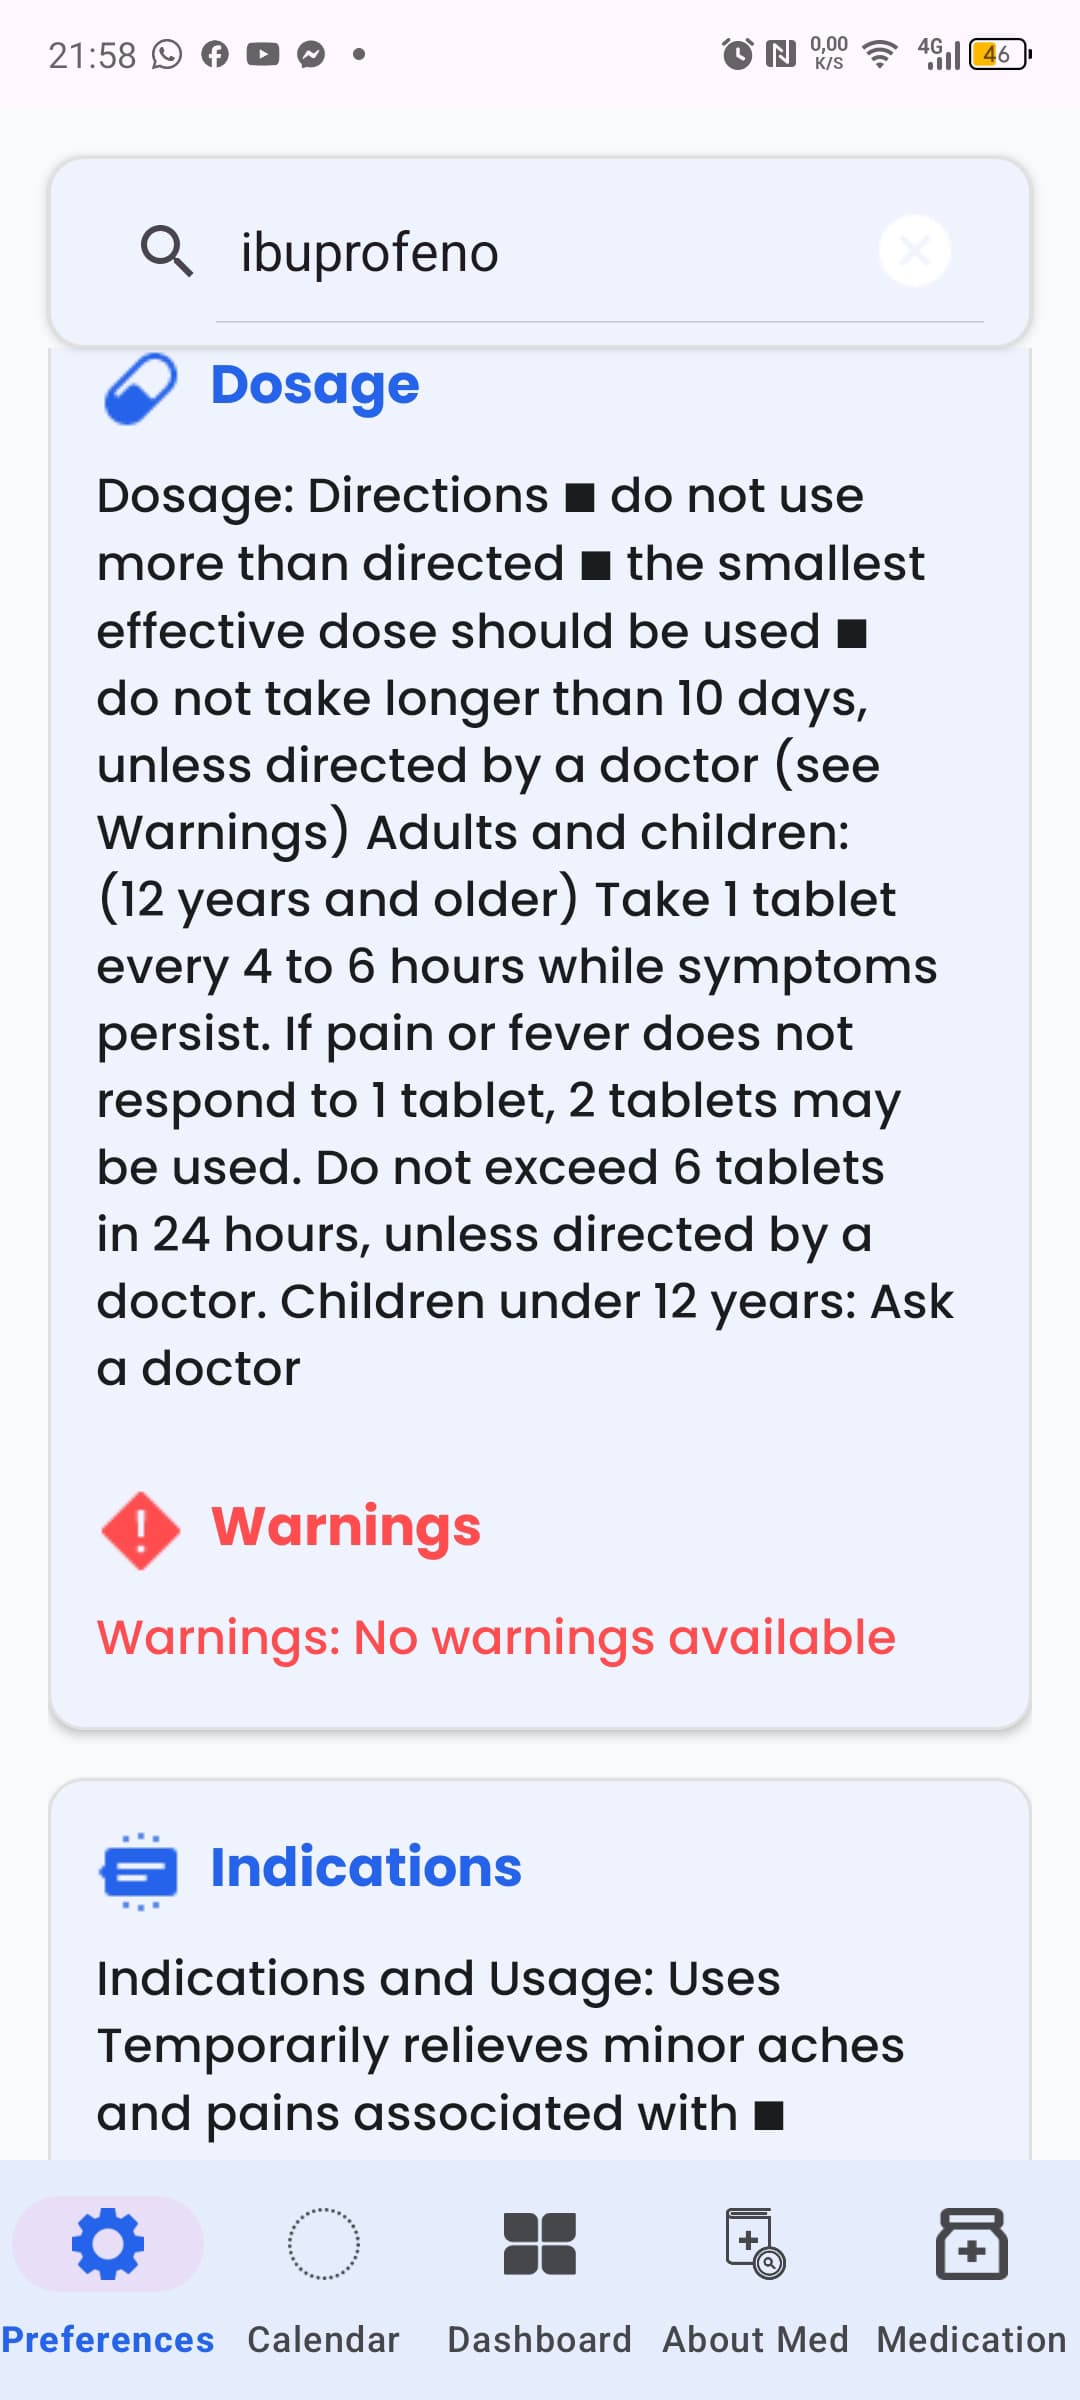 21:58
0,00
K/S
4G
46
ibuprofeno
Dosage
Dosage: Directions ■ do not use
more than directed ■ the smallest
effective dose should be used ■
do not take longer than 10 days,
unless directed by a doctor (see
Warnings) Adults and children:
(12 years and older) Take 1 tablet
every 4 to 6 hours while symptoms
persist. If pain or fever does not
respond to 1 tablet, 2 tablets may
be used. Do not exceed 6 tablets
in 24 hours, unless directed by a
doctor. Children under 12 years: Ask
a doctor
Warnings
Warnings: No warnings available
Indications
Indications and Usage: Uses
Temporarily relieves minor aches
and pains associated with ■
Preferences Calendar Dashboard About Med Medication